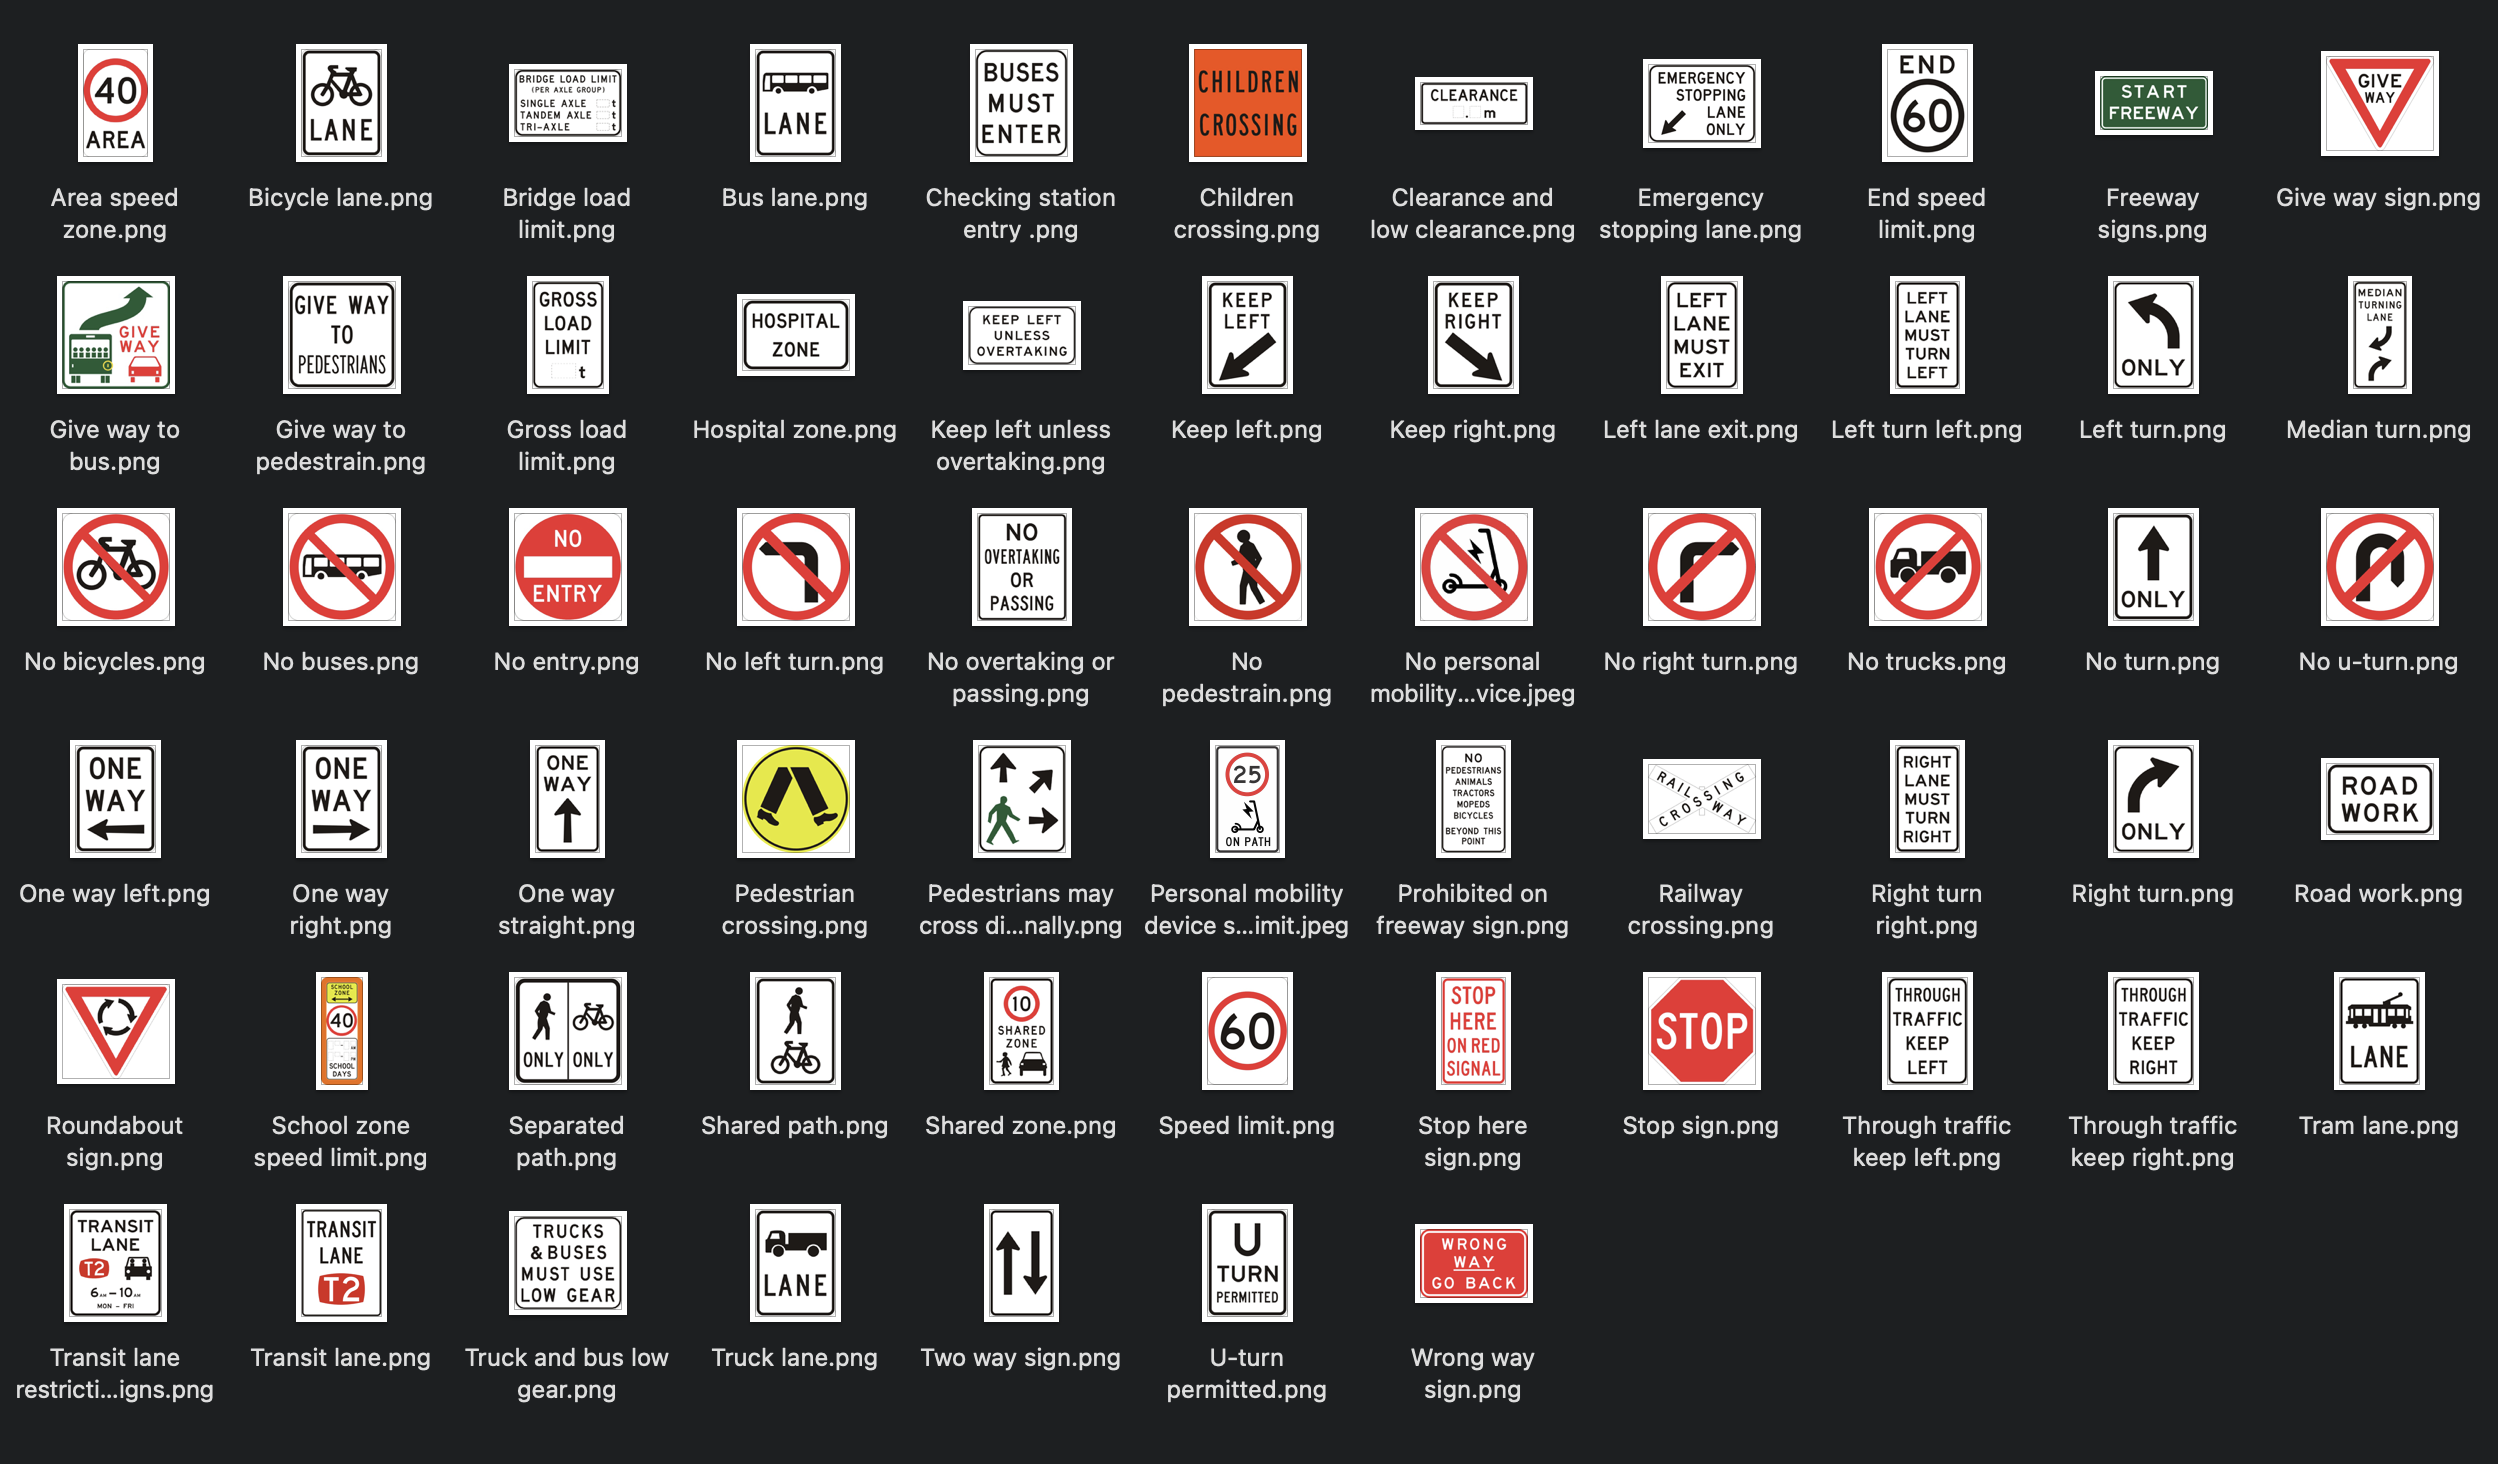 40
AREA
LANE
BRIDGE LOAD LIMIT
(PER AXLE GROUP)
SINGLE AXLE t
TANDEM AXLE t
TRI-AXLE t
LANE
BUSES
MUST
ENTER
CHILDREN
CROSSING
CLEARANCE
. m
EMERGENCY
STOPPING
LANE
ONLY
END
60
START
FREEWAY
GIVE
WAY
Area speed
zone.png
Bicycle lane.png
Bridge load
limit.png
Bus lane.png
Checking station
entry .png
Children
crossing.png
Clearance and
low clearance.png
Emergency
stopping lane.png
End speed
limit.png
Freeway
signs.png
Give way sign.png
GIVE
WAY
GIVE WAY
TO
PEDESTRIANS
GROSS
LOAD
LIMIT
t
HOSPITAL
ZONE
KEEP LEFT
UNLESS
OVERTAKING
KEEP
LEFT
KEEP
RIGHT
LEFT
LANE
MUST
EXIT
LEFT
LANE
MUST
TURN
LEFT
ONLY
MEDIAN
TURNING
LANE
Give way to
bus.png
Give way to
pedestrain.png
Gross load
limit.png
Hospital zone.png
Keep left unless
overtaking.png
Keep left.png
Keep right.png
Left lane exit.png
Left turn left.png
Left turn.png
Median turn.png
NO
ENTRY
NO
OVERTAKING
OR
PASSING
ONLY
No bicycles.png
No buses.png
No entry.png
No left turn.png
No overtaking or
passing.png
No
pedestrain.png
No personal
mobility...vice.jpeg
No right turn.png
No trucks.png
No turn.png
No u-turn.png
ONE
WAY
ONE
WAY
ONE
WAY
25
ON PATH
NO
PEDESTRIANS
ANIMALS
TRACTORS
MOPEDS
BICYCLES
BEYOND THIS
POINT
RAILWAY
CROSSING
RIGHT
LANE
MUST
TURN
RIGHT
ONLY
ROAD
WORK
One way left.png
One way
right.png
One way
straight.png
Pedestrian
crossing.png
Pedestrians may
cross di...nally.png
Personal mobility
device s...imit.jpeg
Prohibited on
freeway sign.png
Railway
crossing.png
Right turn
right.png
Right turn.png
Road work.png
SCHOOL
ZONE
40
SCHOOL
DAYS
ONLY
ONLY
10
SHARED
ZONE
60
STOP
HERE
ON RED
SIGNAL
STOP
THROUGH
TRAFFIC
KEEP
LEFT
THROUGH
TRAFFIC
KEEP
RIGHT
LANE
Roundabout
sign.png
School zone
speed limit.png
Separated
path.png
Shared path.png
Shared zone.png
Speed limit.png
Stop here
sign.png
Stop sign.png
Through traffic
keep left.png
Through traffic
keep right.png
Tram lane.png
TRANSIT
LANE
T2
6AM – 10AM
MON – FRI
TRANSIT
LANE
T2
TRUCKS
& BUSES
MUST USE
LOW GEAR
LANE
U
TURN
PERMITTED
WRONG
WAY
GO BACK
Transit lane
restricti...igns.png
Transit lane.png
Truck and bus low
gear.png
Truck lane.png
Two way sign.png
U-turn
permitted.png
Wrong way
sign.png